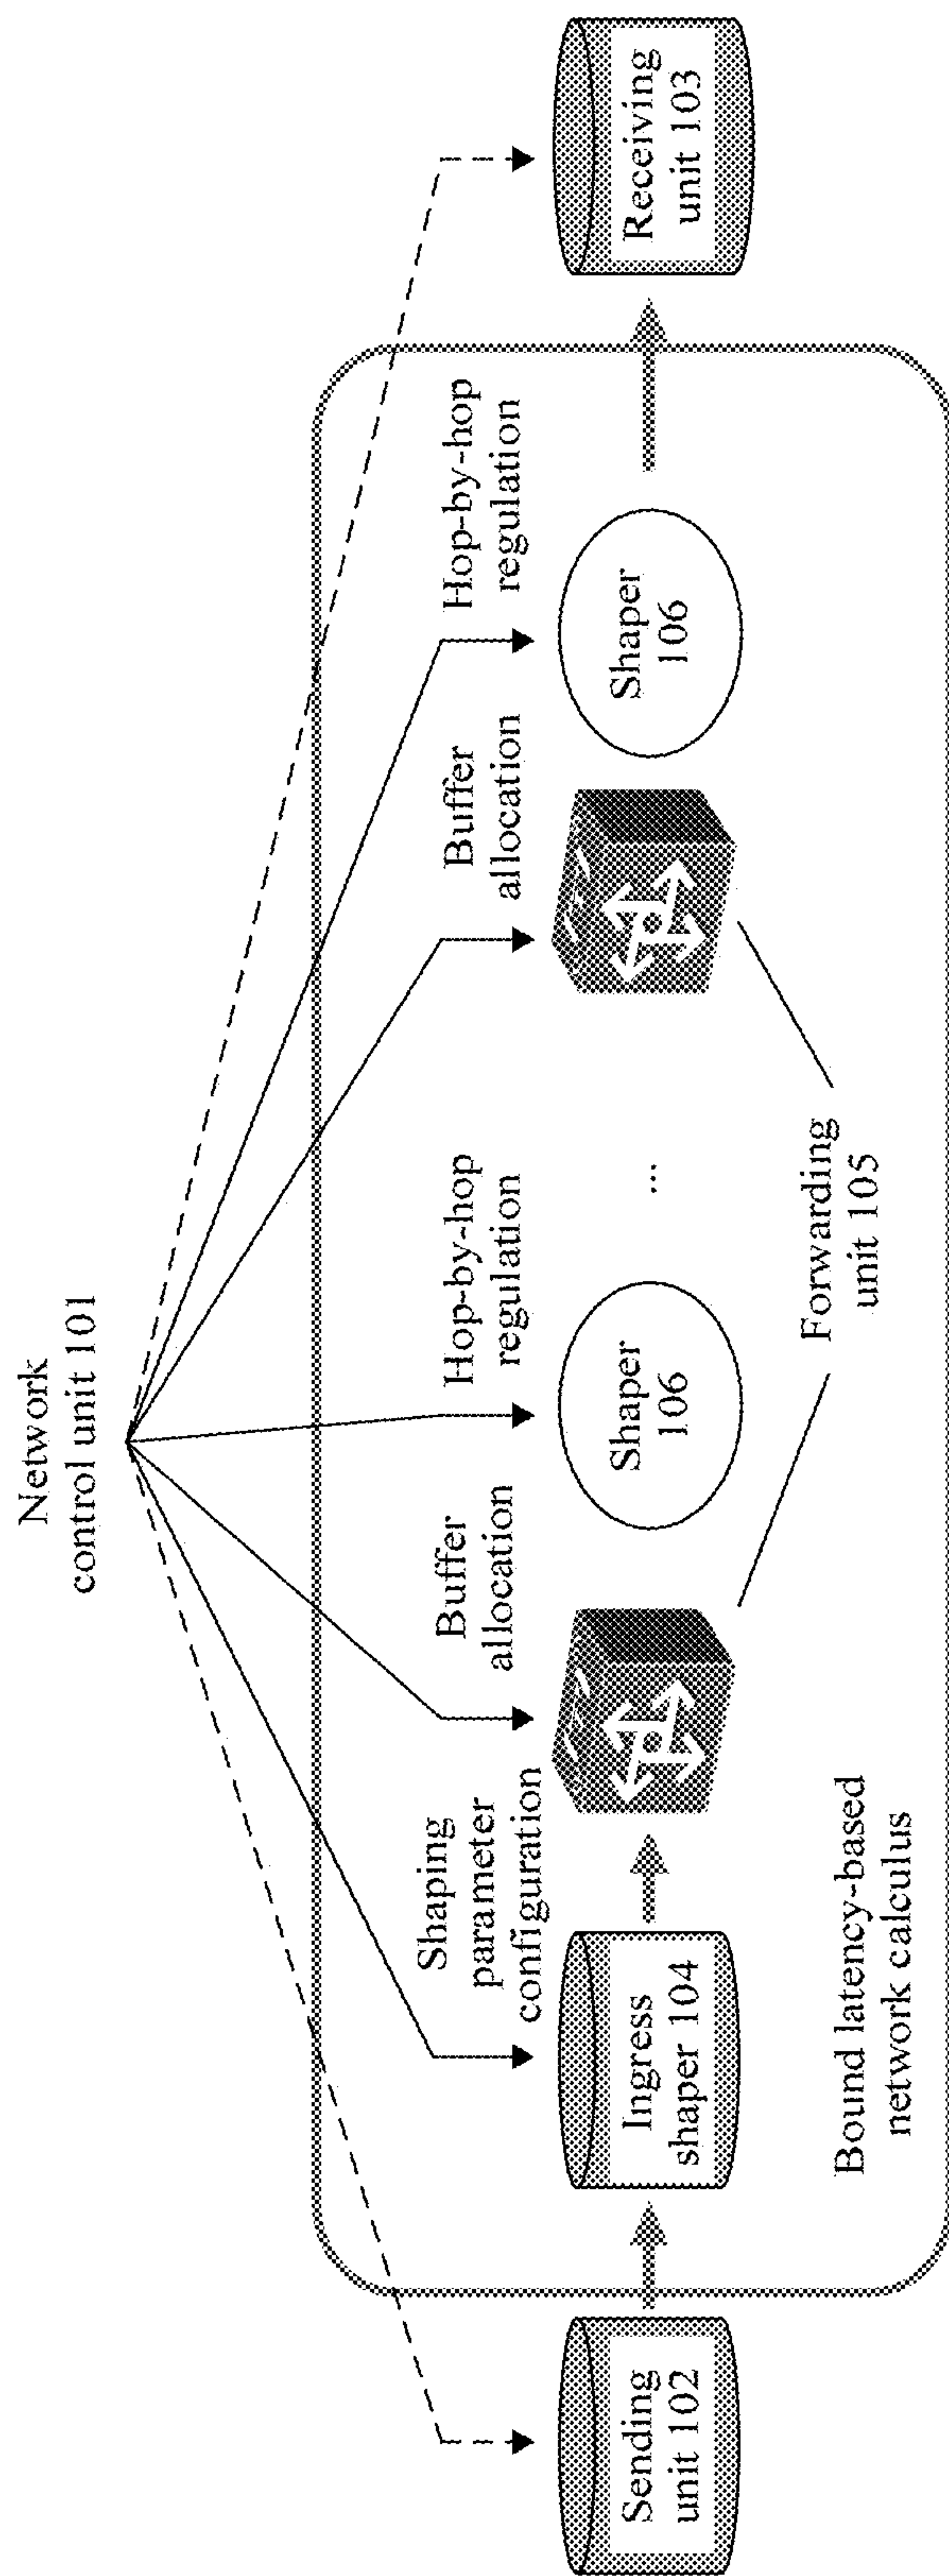 Network
control unit 101
Shaping
parameter
configuration
Buffer
allocation
Hop-by-hop
regulation
Buffer
allocation
Hop-by-hop
regulation
Sending
unit 102
Ingress
shaper 104
Shaper
106
...
Shaper
106
Receiving
unit 103
Bound latency-based
network calculus
Forwarding
unit 105